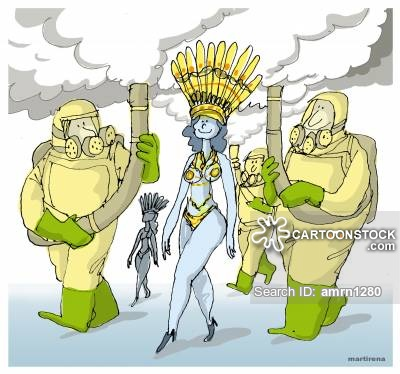 CARTOONSTOCK
.com
Search ID: amrn1280
martirena